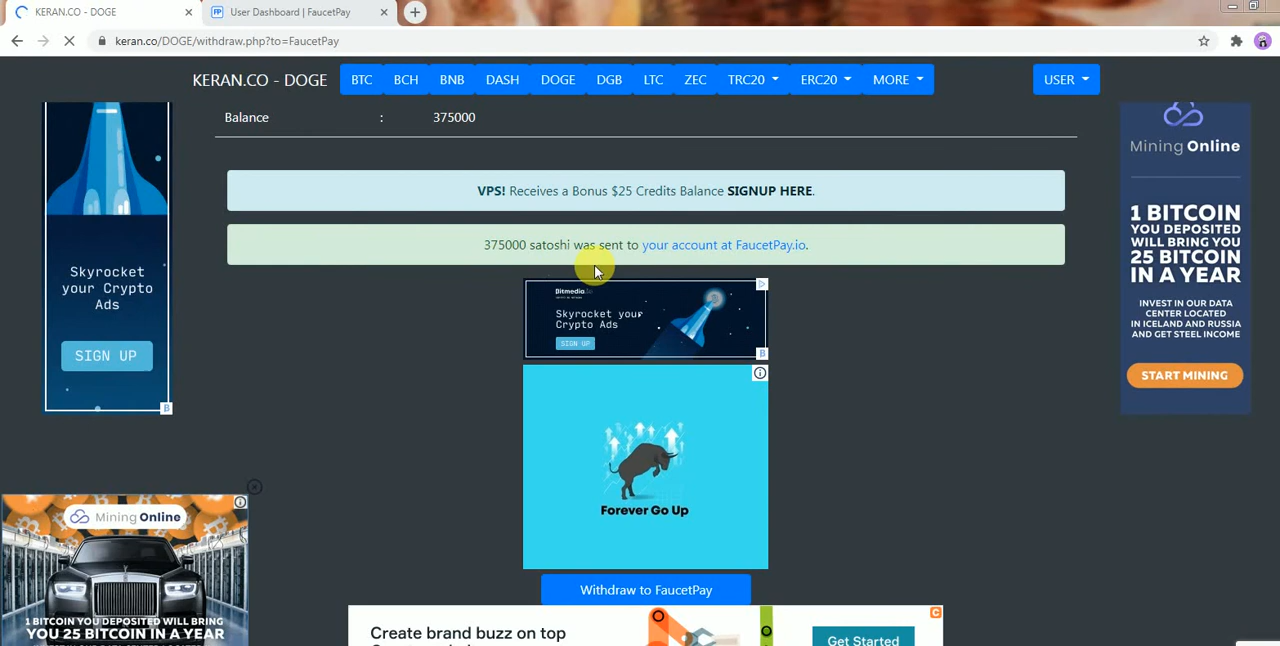 KERAN.CO - DOGE
User Dashboard | FaucetPay
keran.co/DOGE/withdraw.php?to=FaucetPay
KERAN.CO - DOGE
BTC
BCH
BNB
DASH
DOGE
DGB
LTC
ZEC
TRC20
ERC20
MORE
USER
Balance : 375000
VPS! Receives a Bonus $25 Credits Balance SIGNUP HERE.
375000 satoshi was sent to your account at FaucetPay.io.
Skyrocket
your Crypto
Ads
SIGN UP
Bitmedia.io
Skyrocket your
Crypto Ads
SIGN UP
Forever Go Up
Withdraw to FaucetPay
Mining Online
1 BITCOIN
YOU DEPOSITED
WILL BRING YOU
25 BITCOIN
IN A YEAR
INVEST IN OUR DATA
CENTER LOCATED
IN ICELAND AND RUSSIA
AND GET STEEL INCOME
START MINING
Mining Online
1 BITCOIN YOU DEPOSITED WILL BRING
YOU 25 BITCOIN IN A YEAR
Create brand buzz on top
Get Started